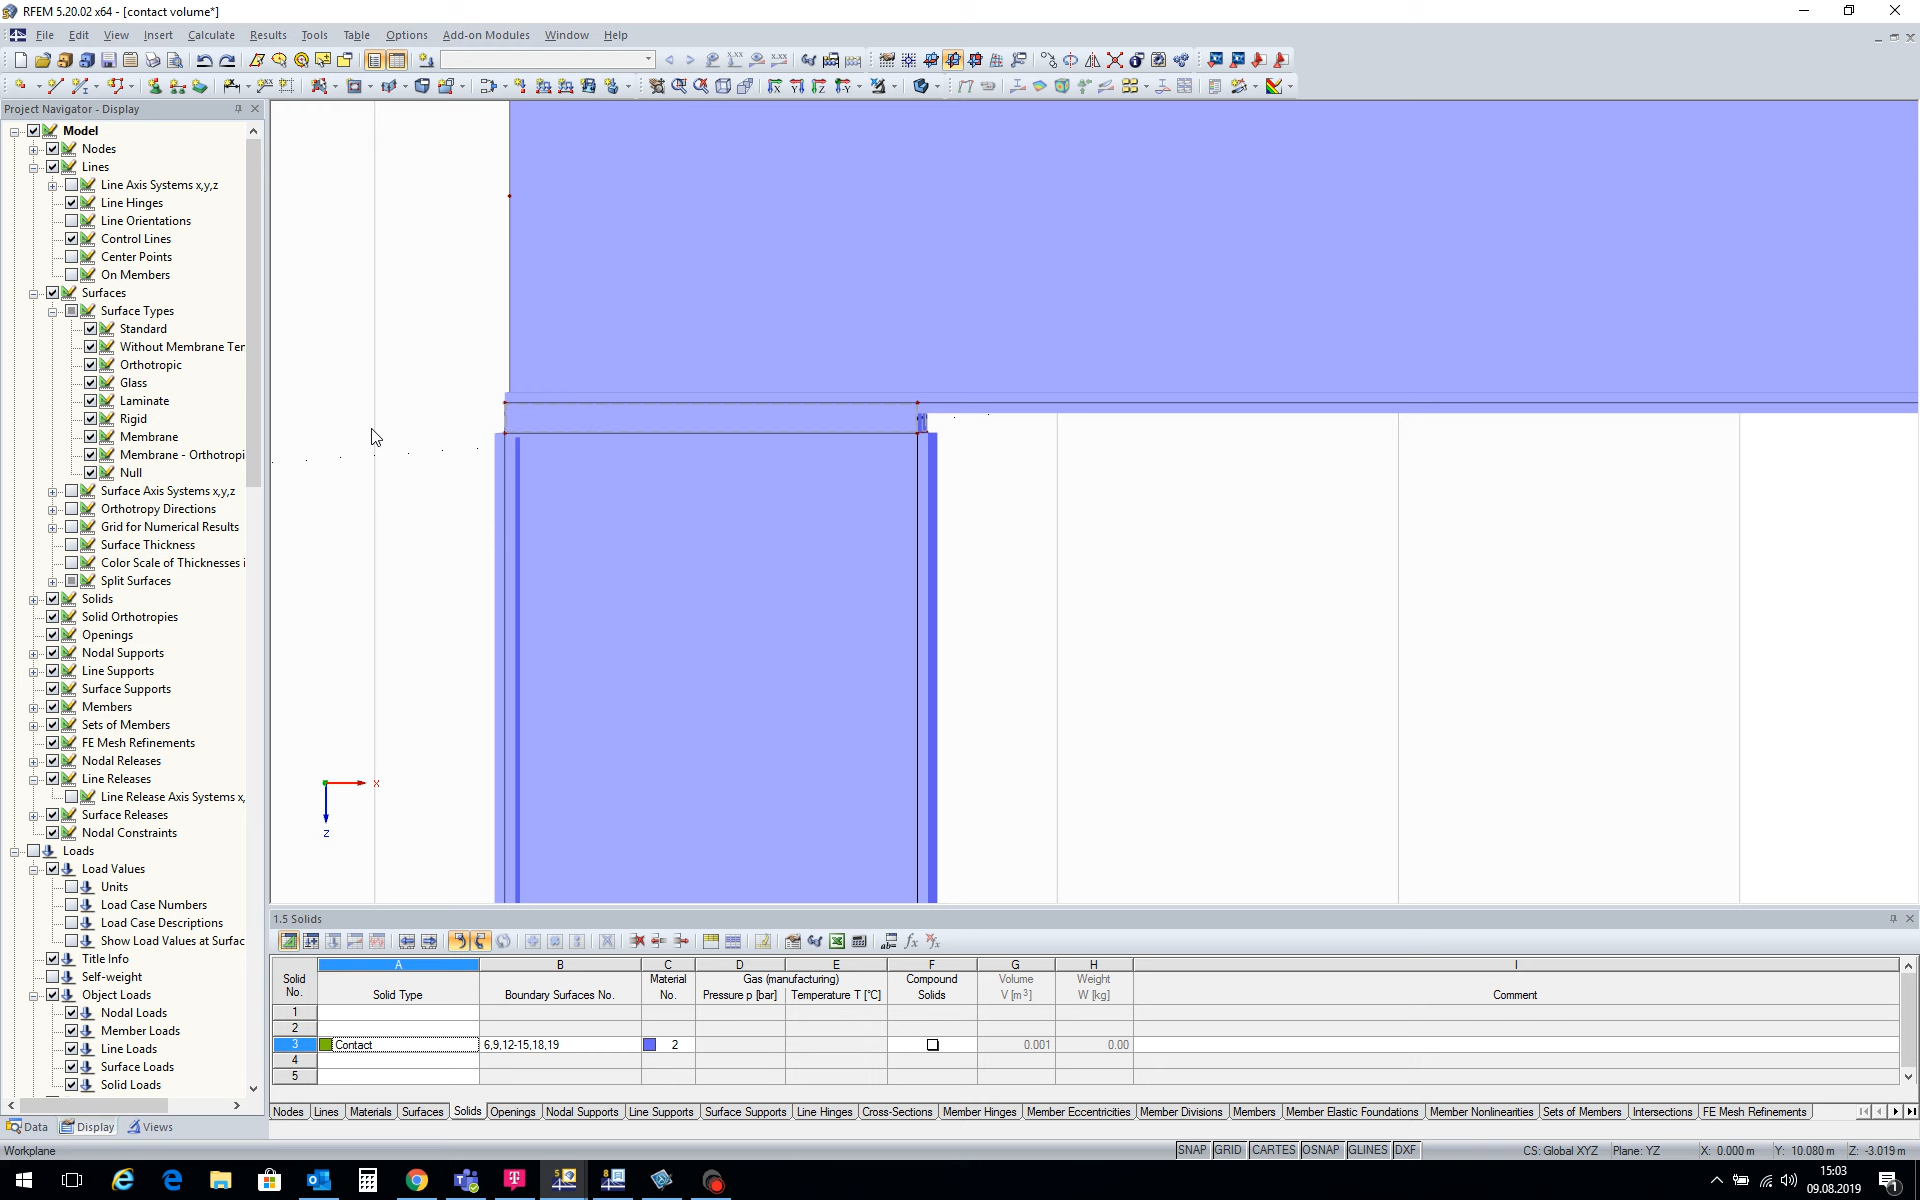 RFEM 5.20.02 x64 - [contact volume*]
File Edit View Insert Calculate Results Tools Table Options Add-on Modules Window Help
Project Navigator - Display
Model
Nodes
Lines
Line Axis Systems x,y,z
Line Hinges
Line Orientations
Control Lines
Center Points
On Members
Surfaces
Surface Types
Standard
Without Membrane Ter
Orthotropic
Glass
Laminate
Rigid
Membrane
Membrane - Orthotropi
Null
Surface Axis Systems x,y,z
Orthotropy Directions
Grid for Numerical Results
Surface Thickness
Color Scale of Thicknesses i
Split Surfaces
Solids
Solid Orthotropies
Openings
Nodal Supports
Line Supports
Surface Supports
Members
Sets of Members
FE Mesh Refinements
Nodal Releases
Line Releases
Line Release Axis Systems x,
Surface Releases
Nodal Constraints
Loads
Load Values
Units
Load Case Numbers
Load Case Descriptions
Show Load Values at Surfac
Title Info
Self-weight
Object Loads
Nodal Loads
Member Loads
Line Loads
Surface Loads
Solid Loads
Data Display Views
X
Z
1.5 Solids
A B C D E F G H I
Solid No. Solid Type Boundary Surfaces No. Material No. Gas (manufacturing) Pressure p [bar] Temperature T [°C] Compound Solids Volume V [m³] Weight W [kg] Comment
1
2
3 Contact 6,9,12-15,18,19 2 0.001 0.00
4
5
Nodes Lines Materials Surfaces Solids Openings Nodal Supports Line Supports Surface Supports Line Hinges Cross-Sections Member Hinges Member Eccentricities Member Divisions Members Member Elastic Foundations Member Nonlinearities Sets of Members Intersections FE Mesh Refinements
Workplane SNAP GRID CARTES OSNAP GLINES DXF CS: Global XYZ Plane: YZ X: 0.000 m Y: 10.080 m Z: -3.019 m
15:03
09.08.2019